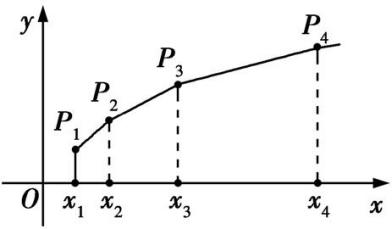 y
P₄
P₃
P₂
P₁
O x₁ x₂ x₃ x₄ x